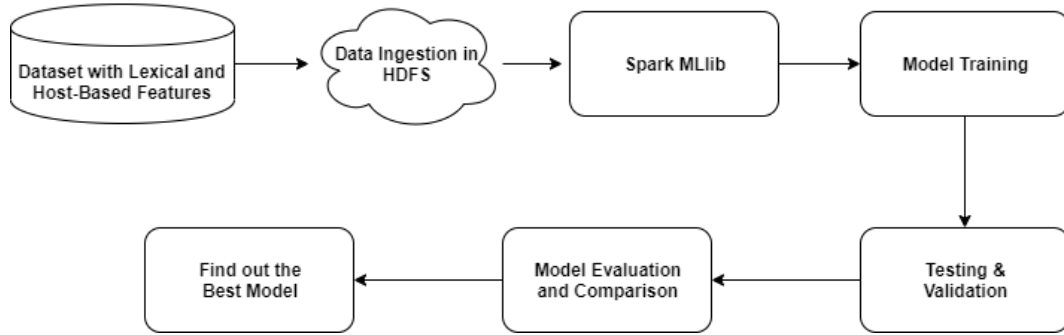 Dataset with Lexical and
Host-Based Features
Data Ingestion in
HDFS
Spark MLlib
Model Training
Testing &
Validation
Model Evaluation
and Comparison
Find out the
Best Model